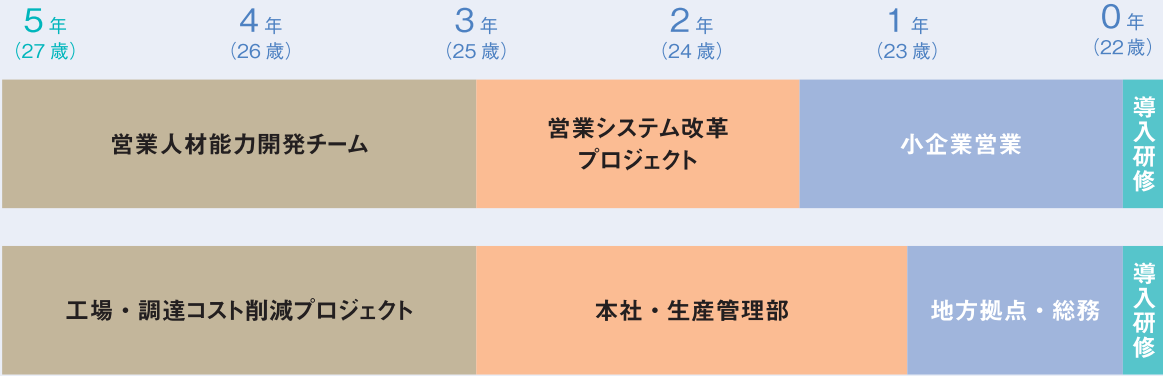 5年 4年 3年 2年 1年 0年
(27歳) (26歳) (25歳) (24歳) (23歳) (22歳)
営業人材能力開発チーム
営業システム改革
プロジェクト
小企業営業
導入研修
工場・調達コスト削減プロジェクト
本社・生産管理部
地方拠点・総務
導入研修